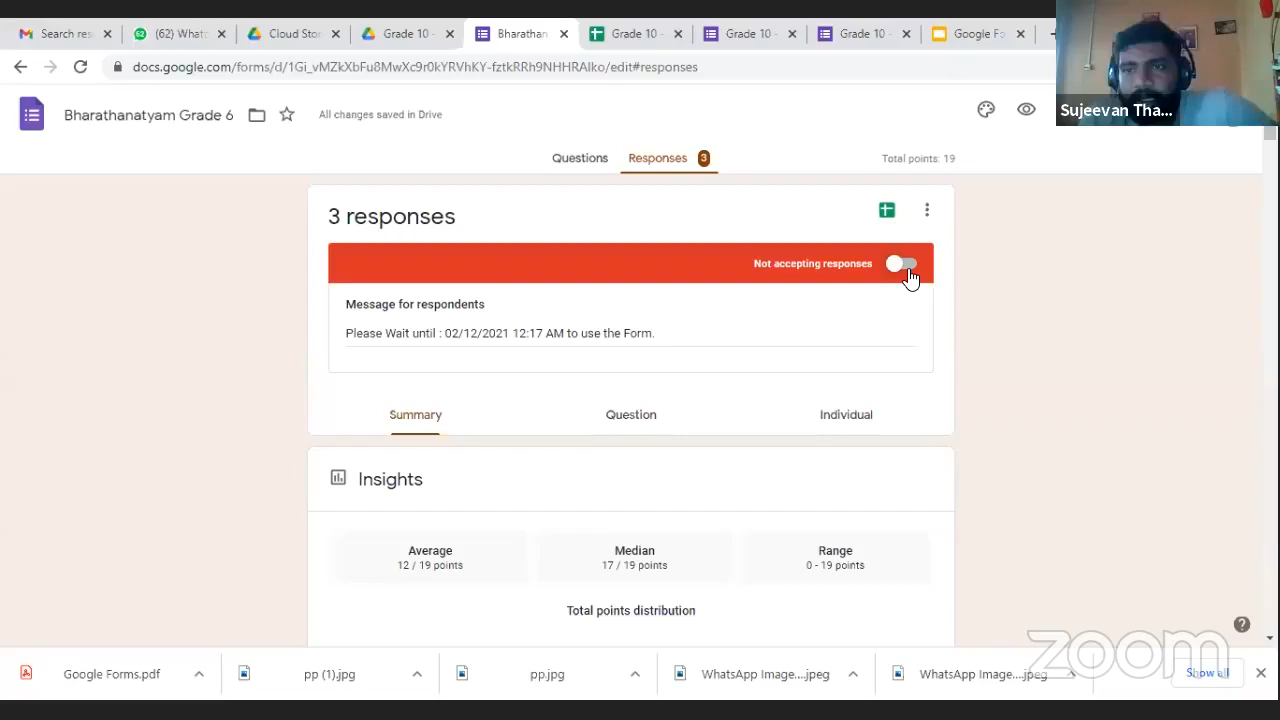 Search res
(62) What:
Cloud Stor
Grade 10 -
Bharathan
Grade 10 -
Grade 10 -
Grade 10 -
Google Fo
docs.google.com/forms/d/1Gi_vMZkXbFu8MwXc9r0kYRVhKY-fztkRRh9NHHRAlko/edit#responses
Sujeevan Tha...
Bharathanatyam Grade 6
All changes saved in Drive
Questions
Responses 3
Total points: 19
3 responses
Not accepting responses
Message for respondents
Please Wait until : 02/12/2021 12:17 AM to use the Form.
Summary
Question
Individual
Insights
Average
12 / 19 points
Median
17 / 19 points
Range
0 - 19 points
Total points distribution
zoom
Google Forms.pdf
pp (1).jpg
pp.jpg
WhatsApp Image....jpeg
WhatsApp Image....jpeg
Show all